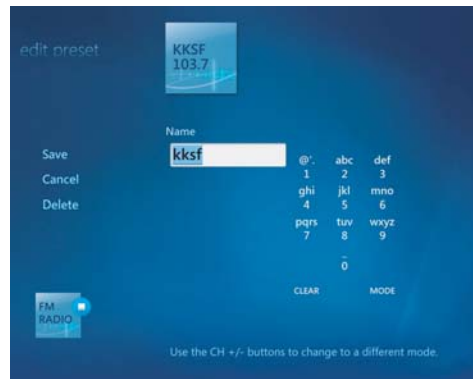 edit preset
KKSF
103.7
Name
kksf
Save
Cancel
Delete
@'. abc def
1 2 3
ghi jkl mno
4 5 6
pqrs tuv wxyz
7 8 9
_
0
CLEAR MODE
FM
RADIO
Use the CH +/- buttons to change to a different mode.